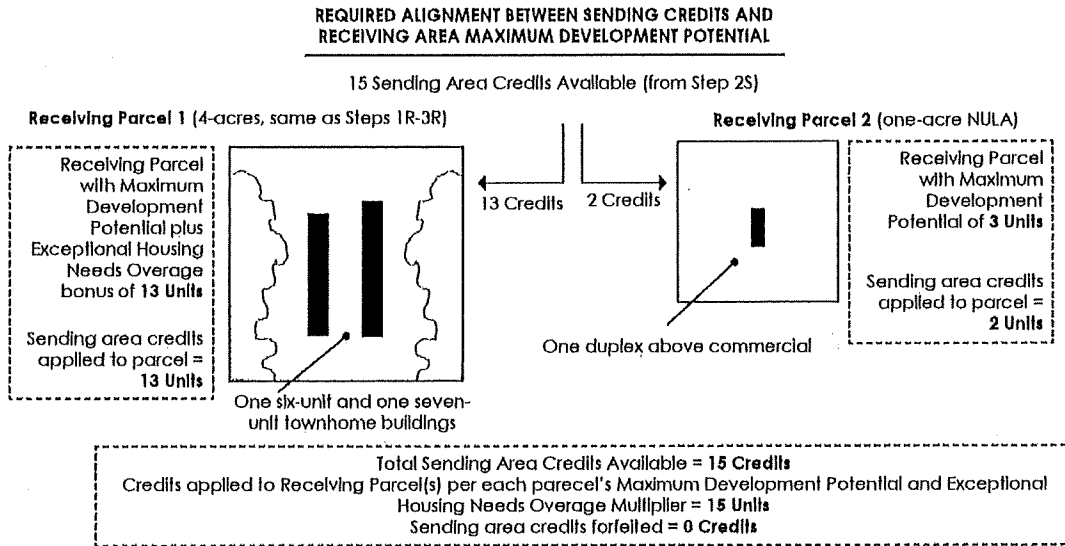 REQUIRED ALIGNMENT BETWEEN SENDING CREDITS AND
RECEIVING AREA MAXIMUM DEVELOPMENT POTENTIAL
15 Sending Area Credits Available (from Step 2S)
Receiving Parcel 1 (4-acres, same as Steps 1R-3R)
Receiving Parcel
with Maximum
Development
Potential plus
Exceptional Housing
Needs Overage
bonus of 13 Units
Sending area credits
applied to parcel =
13 Units
One six-unit and one seven-
unit townhome buildings
13 Credits
2 Credits
Receiving Parcel 2 (one-acre NULA)
One duplex above commercial
Receiving Parcel
with Maximum
Development
Potential of 3 Units
Sending area credits
applied to parcel =
2 Units
Total Sending Area Credits Available = 15 Credits
Credits applied to Receiving Parcel(s) per each parecel's Maximum Development Potential and Exceptional
Housing Needs Overage Multiplier = 15 Units
Sending area credits forfeited = 0 Credits